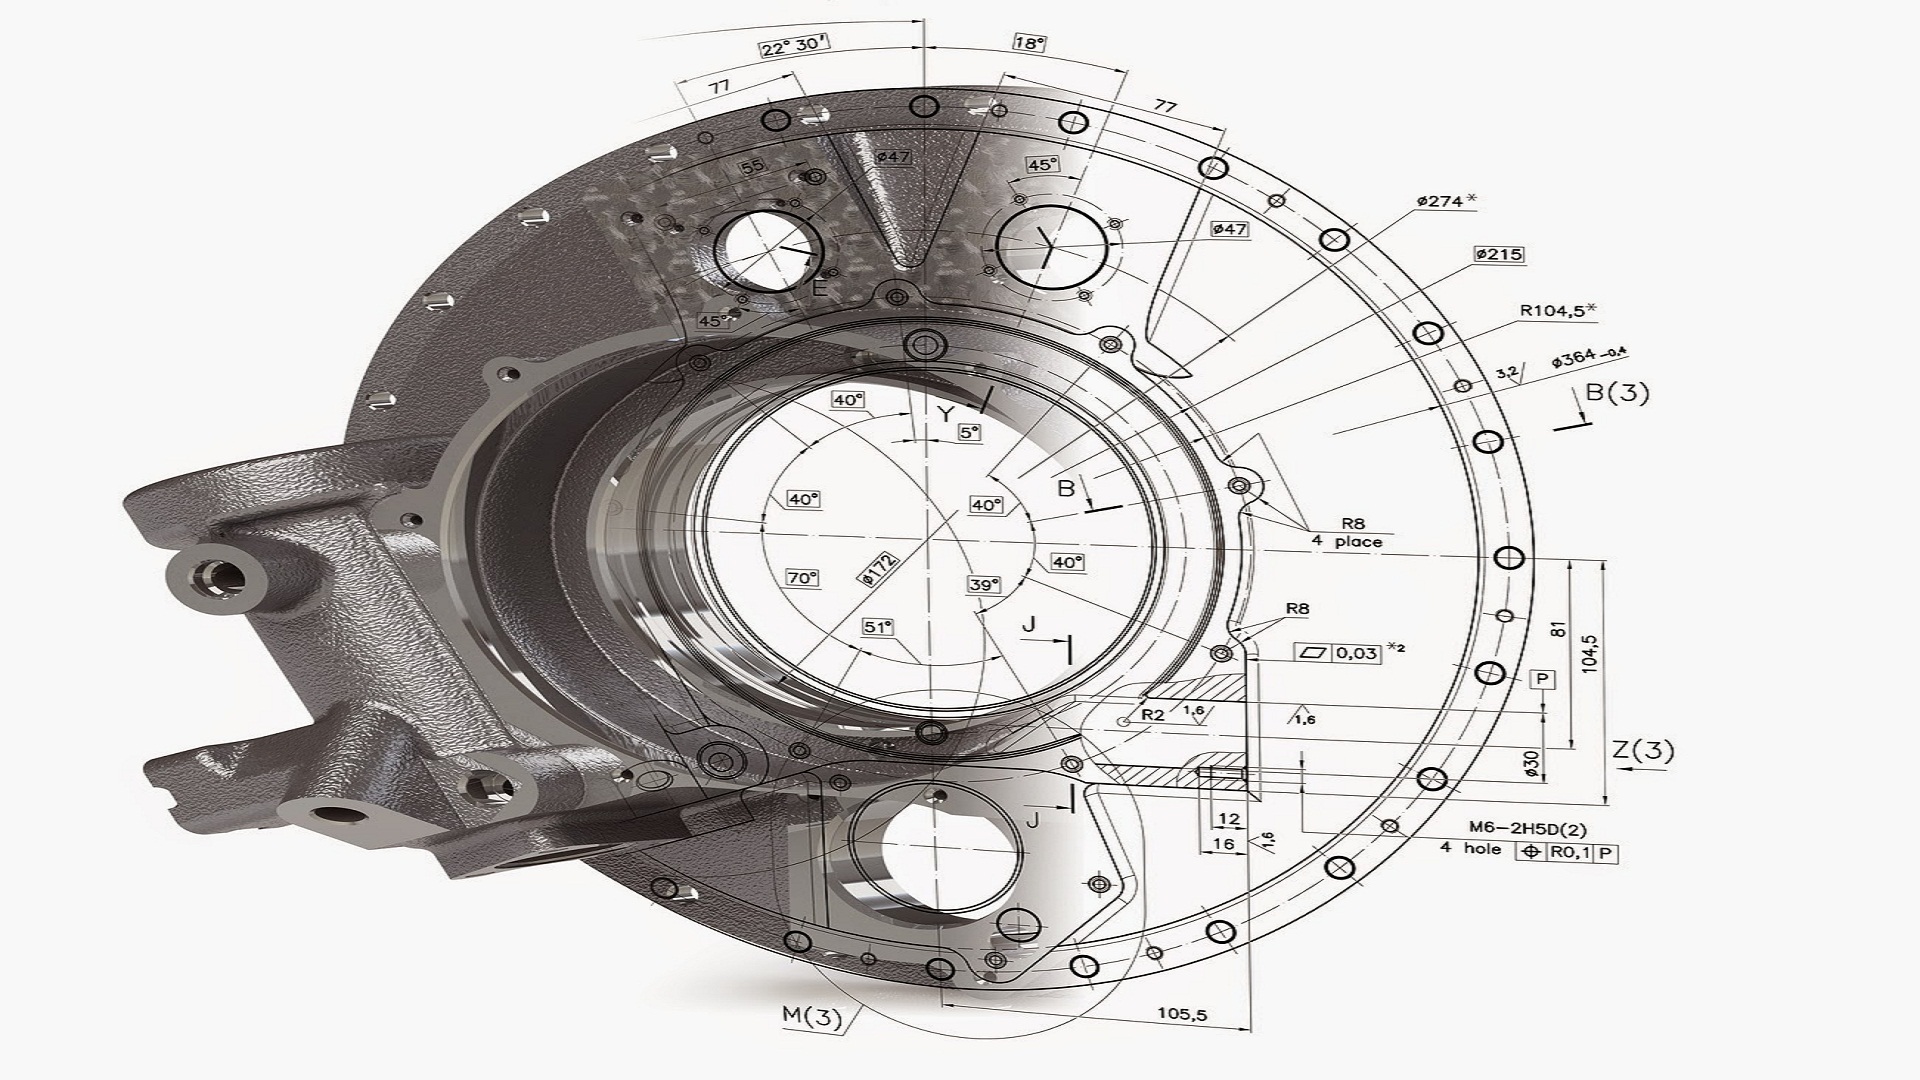 22° 30′
18°
77
77
55
ø47
45°
ø274*
ø47
ø215
E
45°
R104,5*
3,2
ø364 -0,4
B(3)
40°
Y
5°
B
40°
40°
R8
4 place
40°
70°
ø172
39°
51°
J
R8
0,03 *2
81
104,5
P
R2
1,6
1,6
Z(3)
ø30
J
12
16
1,6
M6-2H5D(2)
4 hole R0,1 P
M(3)
105,5